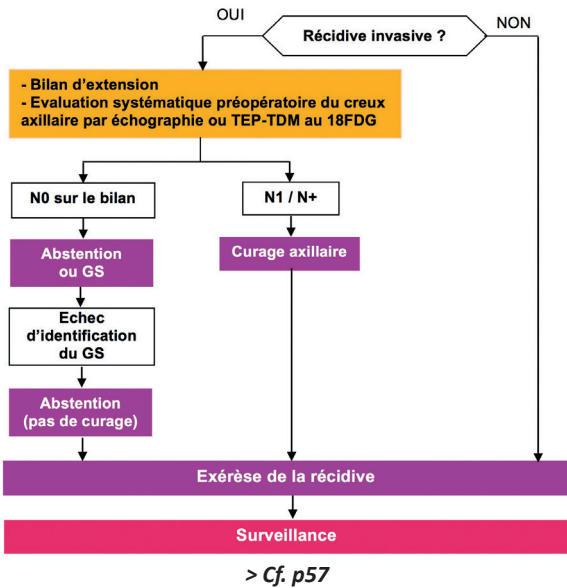 OUI
Récidive invasive ?
NON
- Bilan d’extension
- Evaluation systématique préopératoire du creux
axillaire par échographie ou TEP-TDM au 18FDG
N0 sur le bilan
N1 / N+
Abstention
ou GS
Curage axillaire
Echec
d’identification
du GS
Abstention
(pas de curage)
Exérèse de la récidive
Surveillance
> Cf. p57